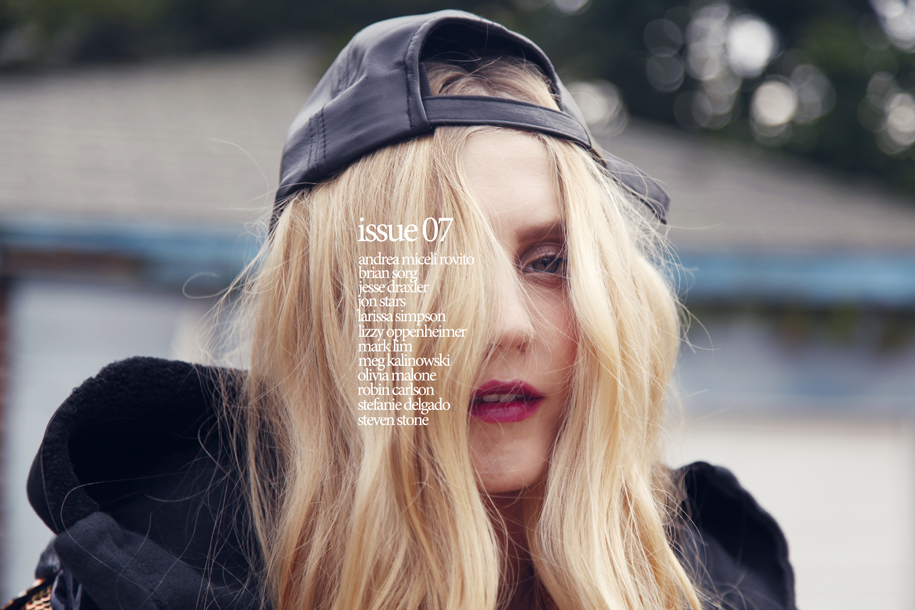 issue 07
andrea miceli rovito
brian sorg
jesse draxler
jon stars
larissa simpson
lizzy oppenheimer
mark lim
meg kalinowski
olivia malone
robin carlson
stefanie delgado
steven stone